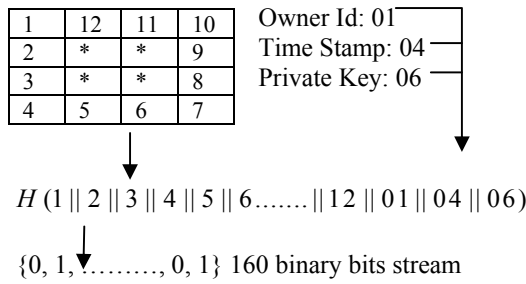 1 12 11 10
2 * * 9
3 * * 8
4 5 6 7
Owner Id: 01
Time Stamp: 04
Private Key: 06
H (1 || 2 || 3 || 4 || 5 || 6....... || 12 || 01 || 04 || 06)
{0, 1, ........., 0, 1} 160 binary bits stream